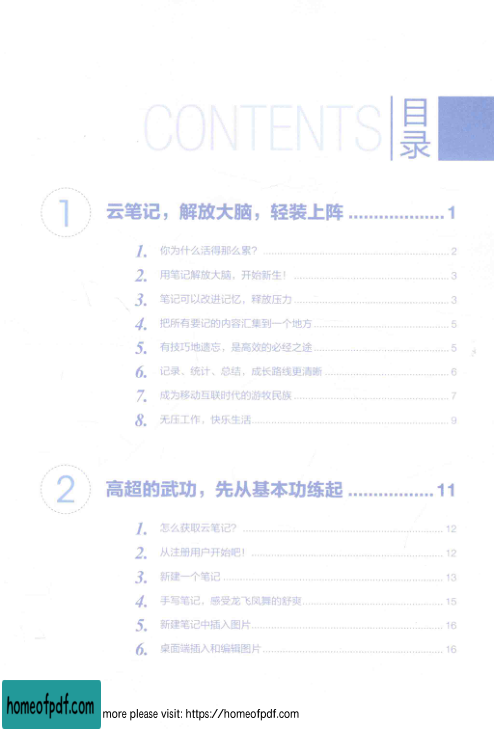 CONTENTS 目录
1 云笔记，解放大脑，轻装上阵 ................... 1
1. 你为什么活得那么累？ ................... 2
2. 用笔记解放大脑，开始新生！ ................... 3
3. 笔记可以改进记忆，释放压力 ................... 3
4. 把所有要记的内容汇集到一个地方 ................... 5
5. 有技巧地遗忘，是高效的必经之途 ................... 5
6. 记录、统计、总结，成长路线更清晰 ................... 6
7. 成为移动互联时代的游牧民族 ................... 7
8. 无压工作，快乐生活 ................... 9
2 高超的武功，先从基本功练起 ................. 11
1. 怎么获取云笔记？ ................... 12
2. 从注册用户开始吧！ ................... 12
3. 新建一个笔记 ................... 13
4. 手写笔记，感受龙飞凤舞的舒爽 ................... 15
5. 新建笔记中插入图片 ................... 16
6. 桌面端插入和编辑图片 ................... 16
homeofpdf.com
more please visit: https://homeofpdf.com